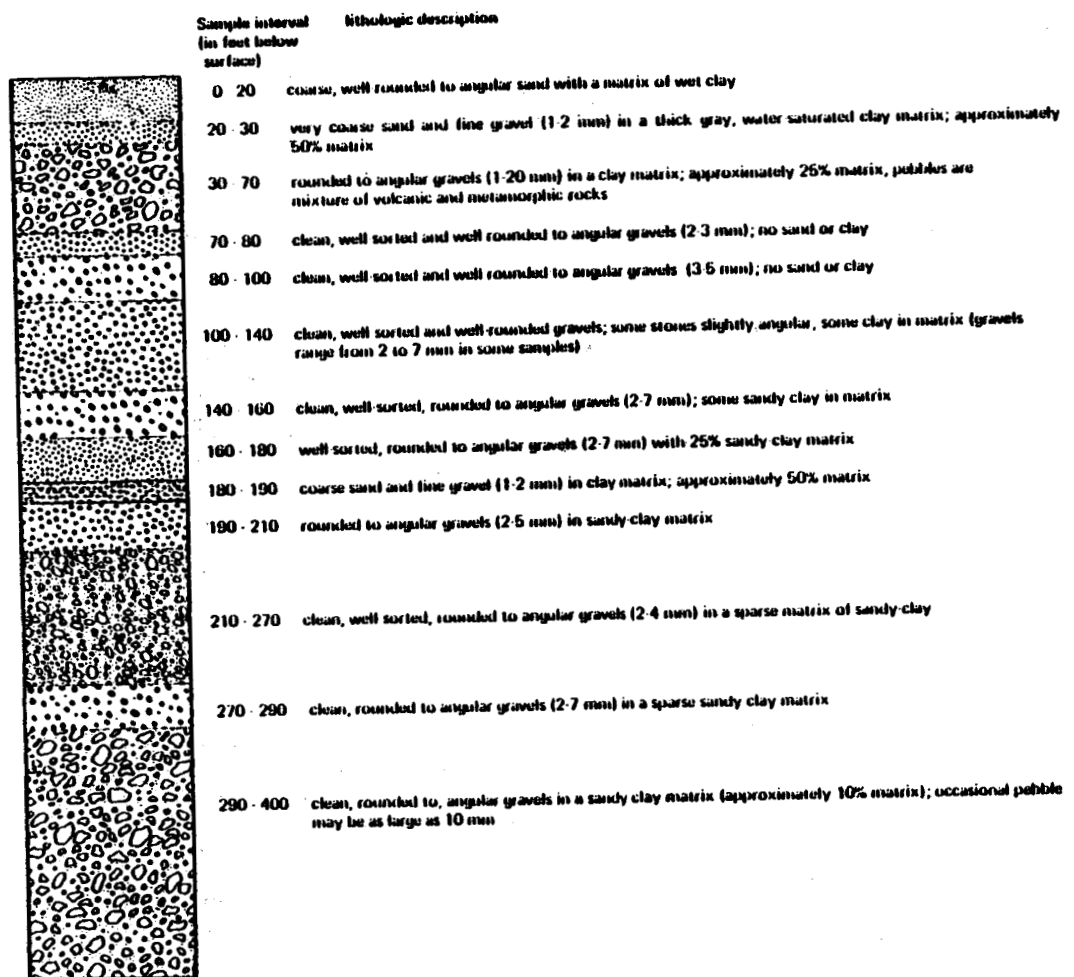 Sample interval lithologic description
(in feet below
surface)
0 20 coarse, well rounded to angular sand with a matrix of wet clay
20 - 30 very coarse sand and fine gravel (1-2 mm) in a thick gray, water saturated clay matrix; approximately
50% matrix
30 - 70 rounded to angular gravels (1-20 mm) in a clay matrix; approximately 25% matrix, pebbles are
mixture of volcanic and metamorphic rocks
70 - 80 clean, well sorted and well rounded to angular gravels (2-3 mm); no sand or clay
80 - 100 clean, well-sorted and well rounded to angular gravels (3-5 mm); no sand or clay
100 - 140 clean, well sorted and well-rounded gravels; some stones slightly angular, some clay in matrix (gravels
range from 2 to 7 mm in some samples)
140 - 160 clean, well-sorted, rounded to angular gravels (2-7 mm); some sandy clay in matrix
160 - 180 well-sorted, rounded to angular gravels (2-7 mm) with 25% sandy-clay matrix
180 - 190 coarse sand and fine gravel (1-2 mm) in clay matrix; approximately 50% matrix
190 - 210 rounded to angular gravels (2-5 mm) in sandy-clay matrix
210 - 270 clean, well sorted, rounded to angular gravels (2-4 mm) in a sparse matrix of sandy-clay
270 - 290 clean, rounded to angular gravels (2-7 mm) in a sparse sandy clay matrix
290 - 400 clean, rounded to, angular gravels in a sandy clay matrix (approximately 10% matrix); occasional pebble
may be as large as 10 mm